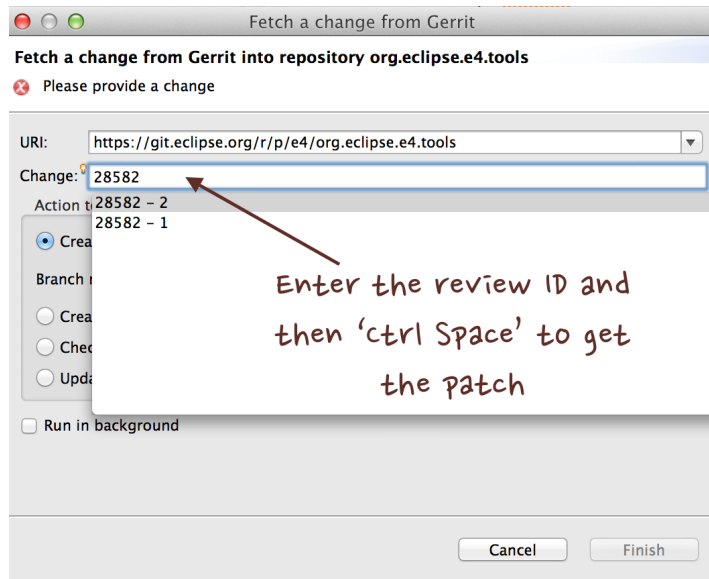 Fetch a change from Gerrit
Fetch a change from Gerrit into repository org.eclipse.e4.tools
Please provide a change
URI: https://git.eclipse.org/r/p/e4/org.eclipse.e4.tools
Change: 28582
Action t 28582 – 2
28582 – 1
Crea
Branch
Crea
Chec
Upda
Enter the review ID and
then ‘ctrl Space’ to get
the patch
Run in background
Cancel Finish